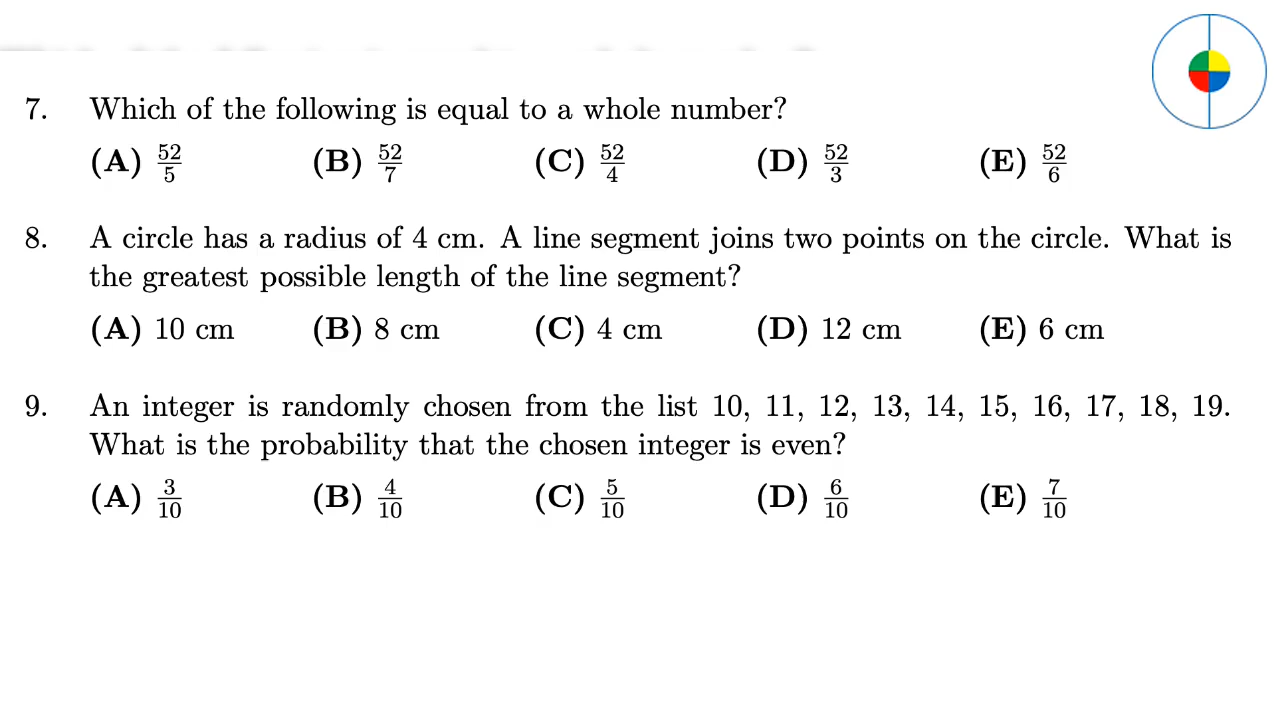 7. Which of the following is equal to a whole number?
(A) 52/5 (B) 52/7 (C) 52/4 (D) 52/3 (E) 52/6
8. A circle has a radius of 4 cm. A line segment joins two points on the circle. What is
the greatest possible length of the line segment?
(A) 10 cm (B) 8 cm (C) 4 cm (D) 12 cm (E) 6 cm
9. An integer is randomly chosen from the list 10, 11, 12, 13, 14, 15, 16, 17, 18, 19.
What is the probability that the chosen integer is even?
(A) 3/10 (B) 4/10 (C) 5/10 (D) 6/10 (E) 7/10